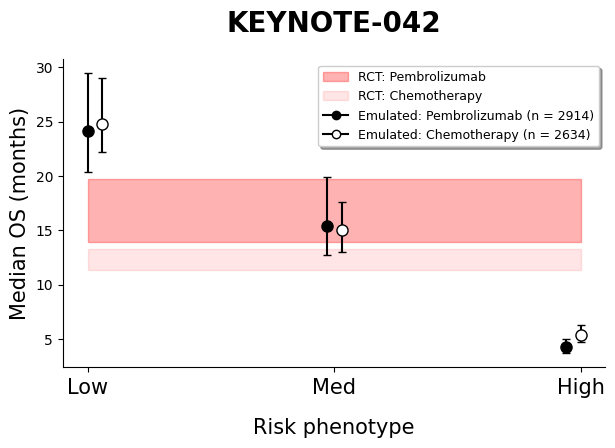 KEYNOTE-042
Median OS (months)
30
25
20
15
10
5
RCT: Pembrolizumab
RCT: Chemotherapy
Emulated: Pembrolizumab (n = 2914)
Emulated: Chemotherapy (n = 2634)
Low
Med
High
Risk phenotype